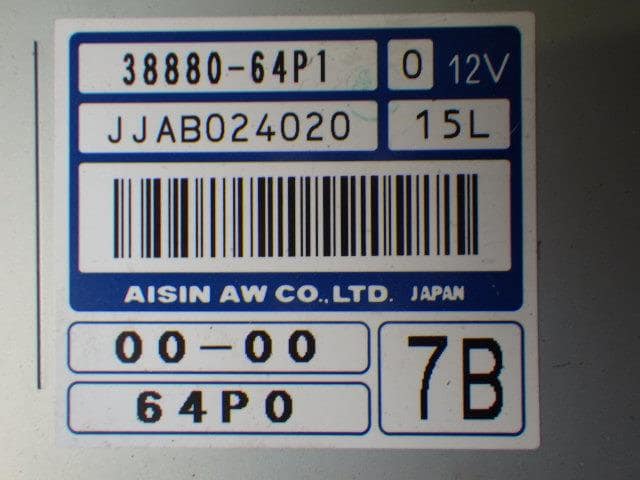 38880-64P1 0 12V
JJAB024020 15L
AISIN AW CO.,LTD. JAPAN
00-00
64P0
7B